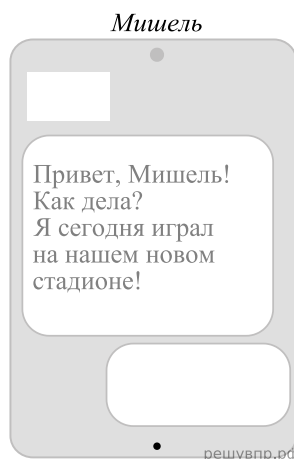 Мишель
Привет, Мишель!
Как дела?
Я сегодня играл
на нашем новом
стадионе!
решувпр.рф